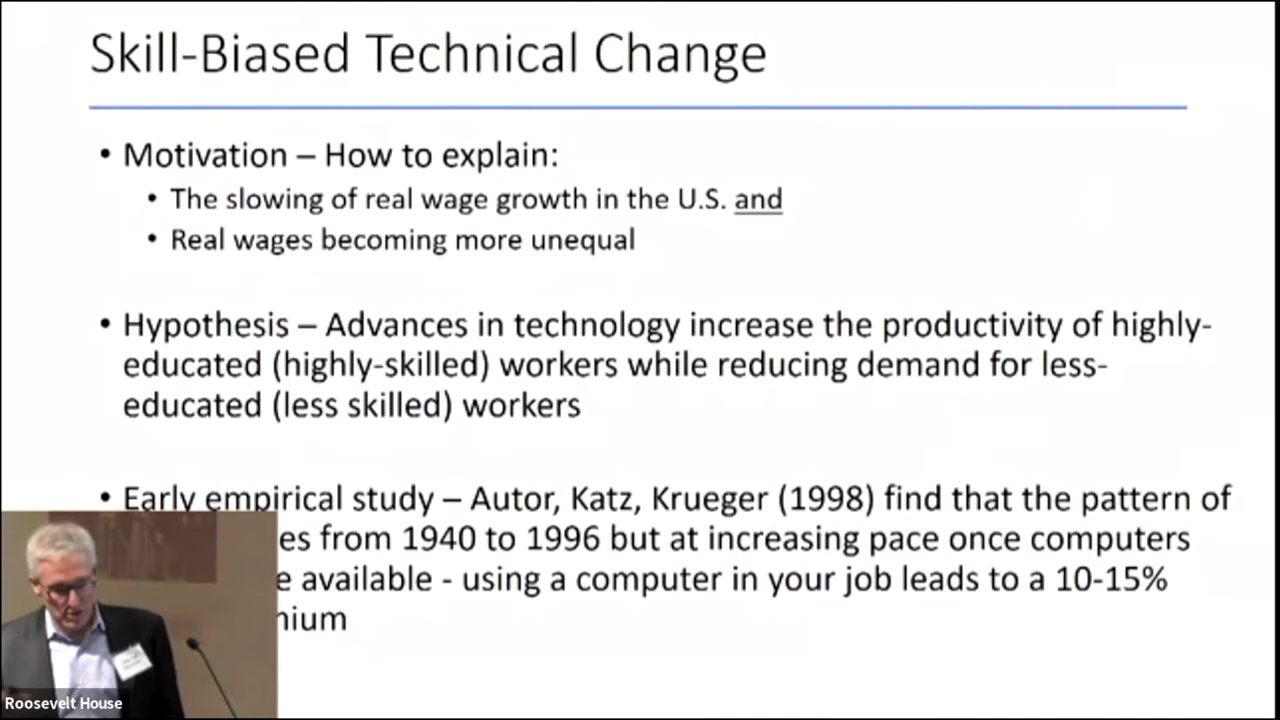 Skill-Biased Technical Change
• Motivation – How to explain:
• The slowing of real wage growth in the U.S. and
• Real wages becoming more unequal
• Hypothesis – Advances in technology increase the productivity of highly-
educated (highly-skilled) workers while reducing demand for less-
educated (less skilled) workers
• Early empirical study – Autor, Katz, Krueger (1998) find that the pattern of
es from 1940 to 1996 but at increasing pace once computers
e available - using a computer in your job leads to a 10-15%
nium
Roosevelt House